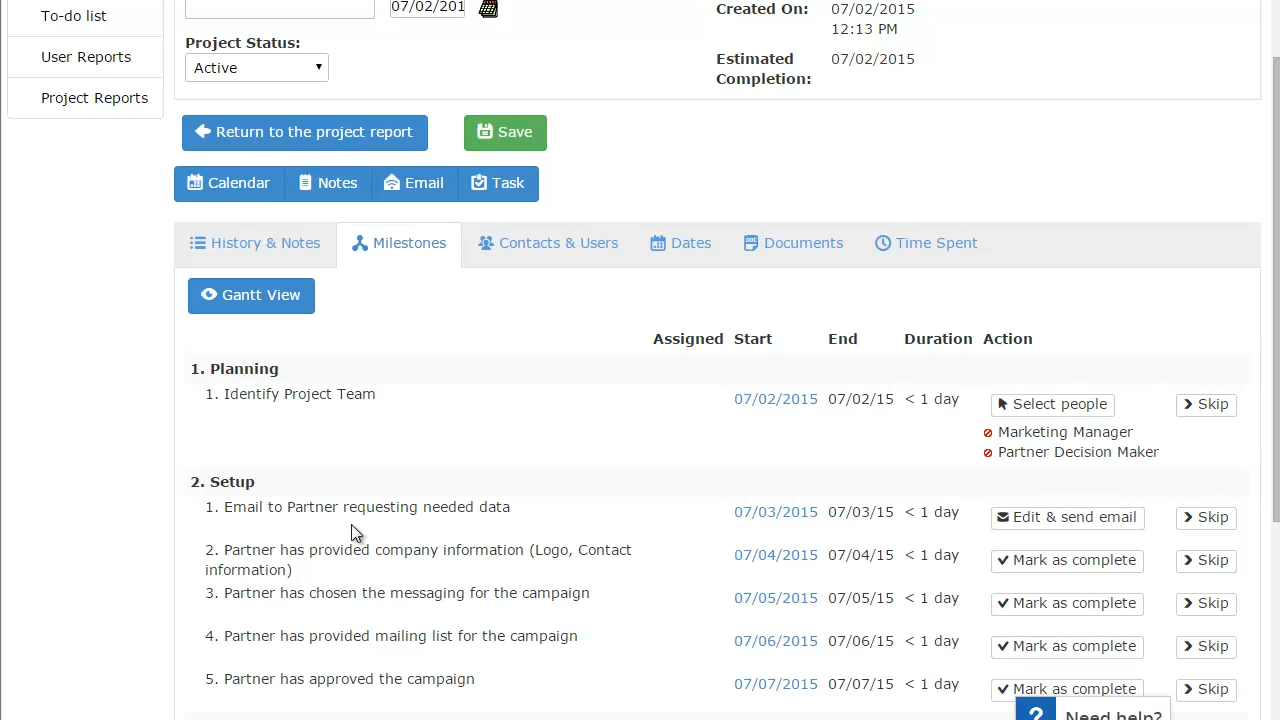 To-do list
User Reports
Project Reports
07/02/201
Project Status:
Active
Created On: 07/02/2015
12:13 PM
Estimated 07/02/2015
Completion:
Return to the project report Save
Calendar Notes Email Task
History & Notes Milestones Contacts & Users Dates Documents Time Spent
Gantt View
Assigned Start End Duration Action
1. Planning
1. Identify Project Team 07/02/2015 07/02/15 < 1 day Select people Skip
Marketing Manager
Partner Decision Maker
2. Setup
1. Email to Partner requesting needed data 07/03/2015 07/03/15 < 1 day Edit & send email Skip
2. Partner has provided company information (Logo, Contact 07/04/2015 07/04/15 < 1 day Mark as complete Skip
information)
3. Partner has chosen the messaging for the campaign 07/05/2015 07/05/15 < 1 day Mark as complete Skip
4. Partner has provided mailing list for the campaign 07/06/2015 07/06/15 < 1 day Mark as complete Skip
5. Partner has approved the campaign 07/07/2015 07/07/15 < 1 day Mark as complete Skip
? Need help?